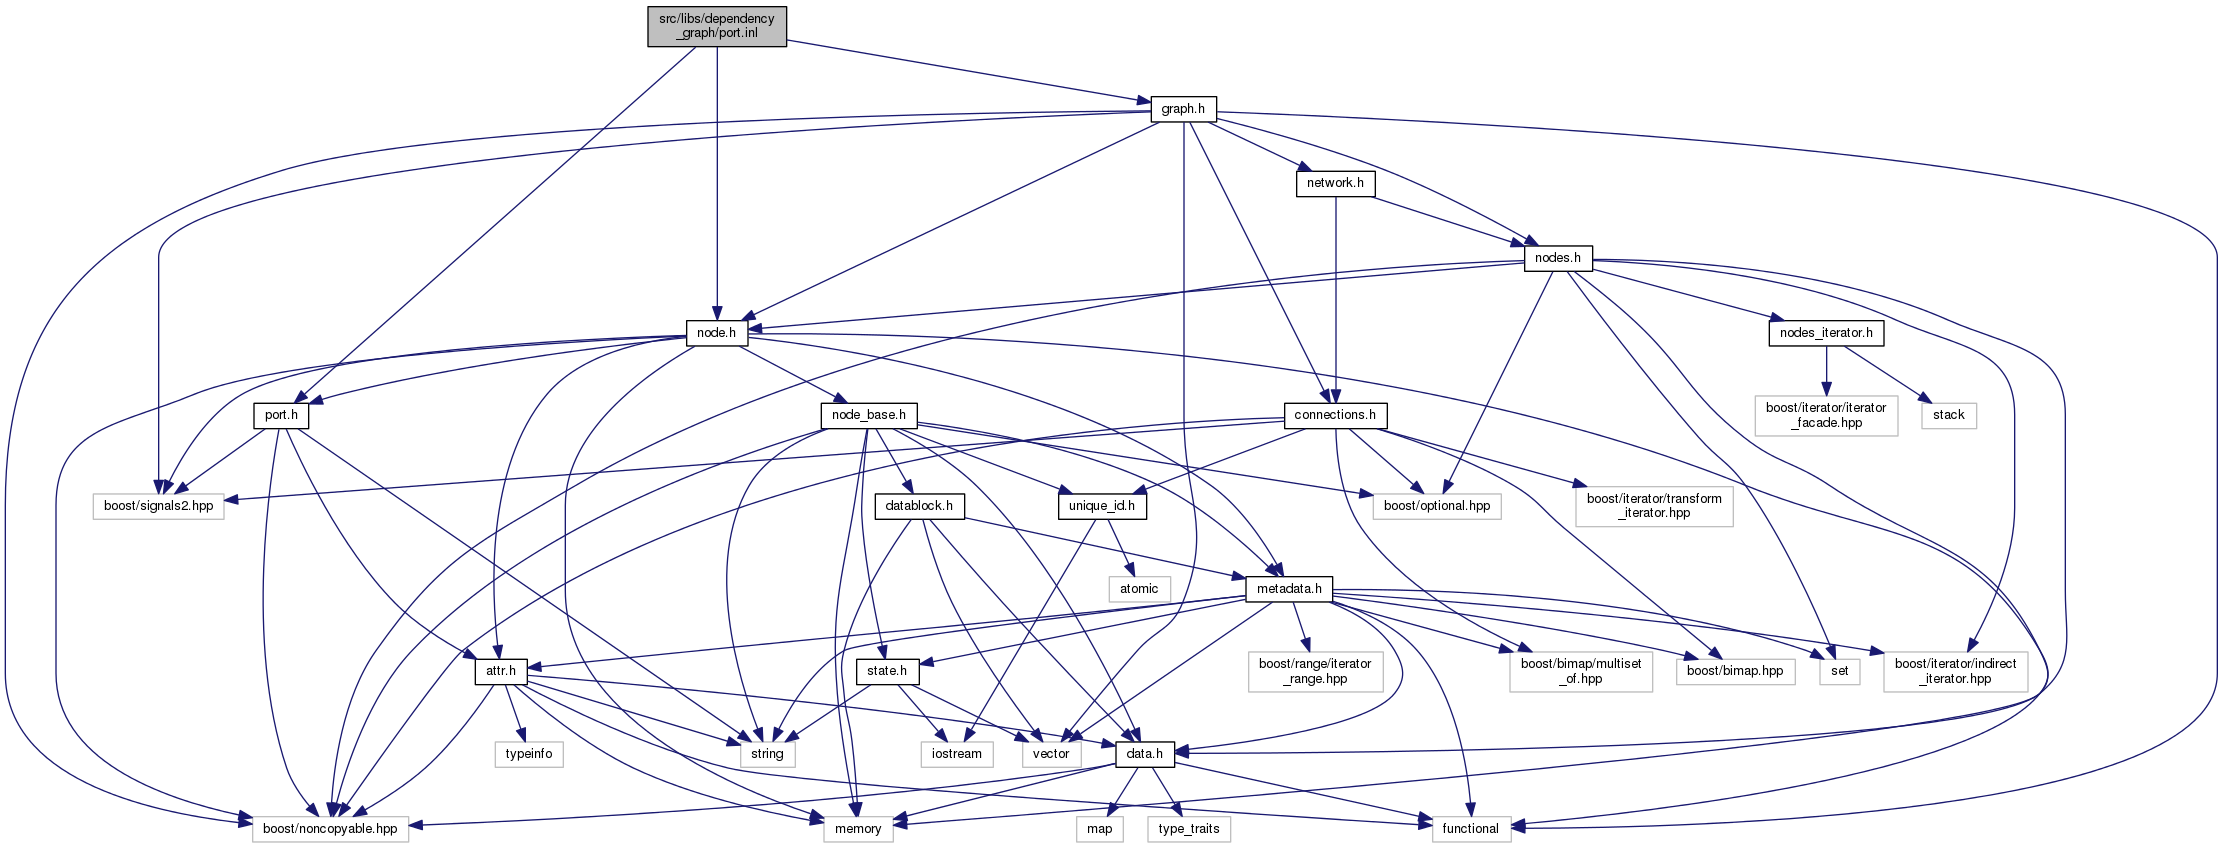 src/libs/dependency
_graph/port.inl
graph.h
network.h
nodes.h
node.h
nodes_iterator.h
port.h
node_base.h
connections.h
boost/iterator/iterator
_facade.hpp
stack
boost/signals2.hpp
datablock.h
unique_id.h
boost/optional.hpp
boost/iterator/transform
_iterator.hpp
atomic
metadata.h
attr.h
state.h
boost/range/iterator
_range.hpp
boost/bimap/multiset
_of.hpp
boost/bimap.hpp
set
boost/iterator/indirect
_iterator.hpp
typeinfo
string
iostream
vector
data.h
boost/noncopyable.hpp
memory
map
type_traits
functional